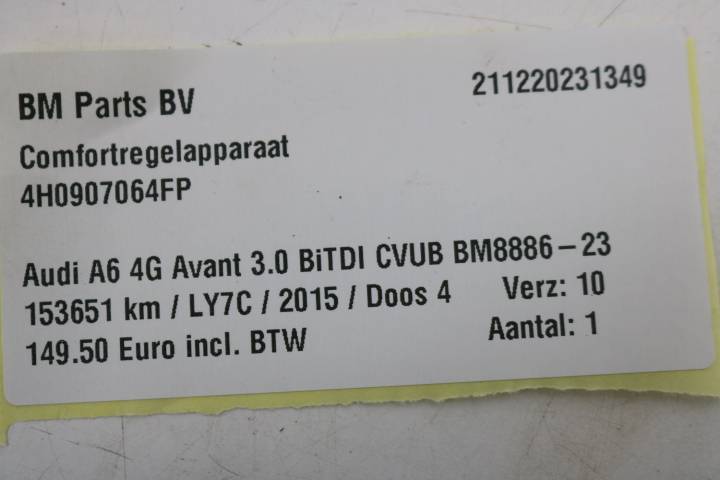 BM Parts BV 211220231349
Comfortregelapparaat
4H0907064FP
Audi A6 4G Avant 3.0 BiTDI CVUB BM8886-23
153651 km / LY7C / 2015 / Doos 4 Verz: 10
149.50 Euro incl. BTW Aantal: 1